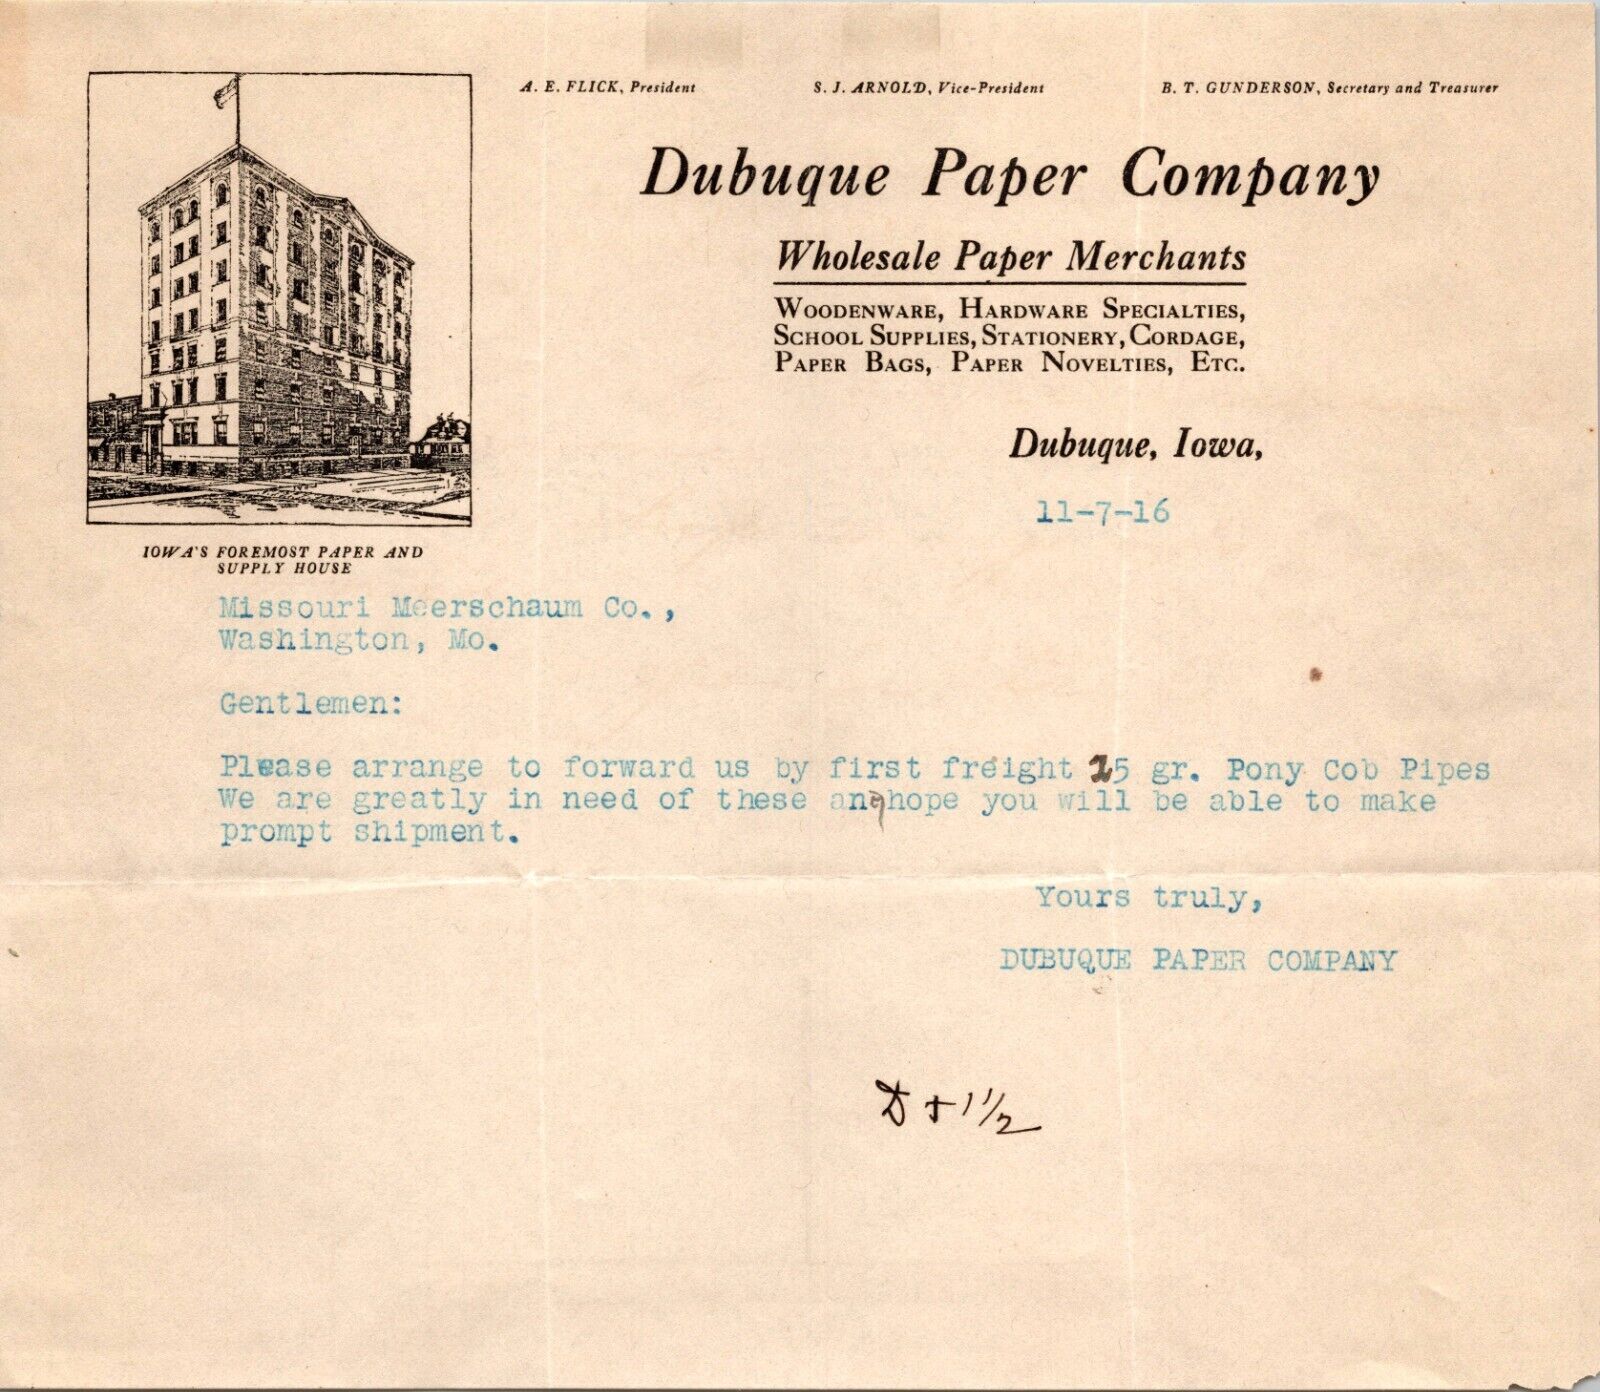 A. E. FLICK, President S. J. ARNOLD, Vice-President B. T. GUNDERSON, Secretary and Treasurer
Dubuque Paper Company
Wholesale Paper Merchants
WOODENWARE, HARDWARE SPECIALTIES,
SCHOOL SUPPLIES, STATIONERY, CORDAGE,
PAPER BAGS, PAPER NOVELTIES, ETC.
Dubuque, Iowa,
11-7-16
IOWA'S FOREMOST PAPER AND
SUPPLY HOUSE
Missouri Meerschaum Co.,
Washington, Mo.
Gentlemen:
Please arrange to forward us by first freight 25 gr. Pony Cob Pipes
We are greatly in need of these and hope you will be able to make
prompt shipment.
Yours truly,
DUBUQUE PAPER COMPANY
+ 1 1/2